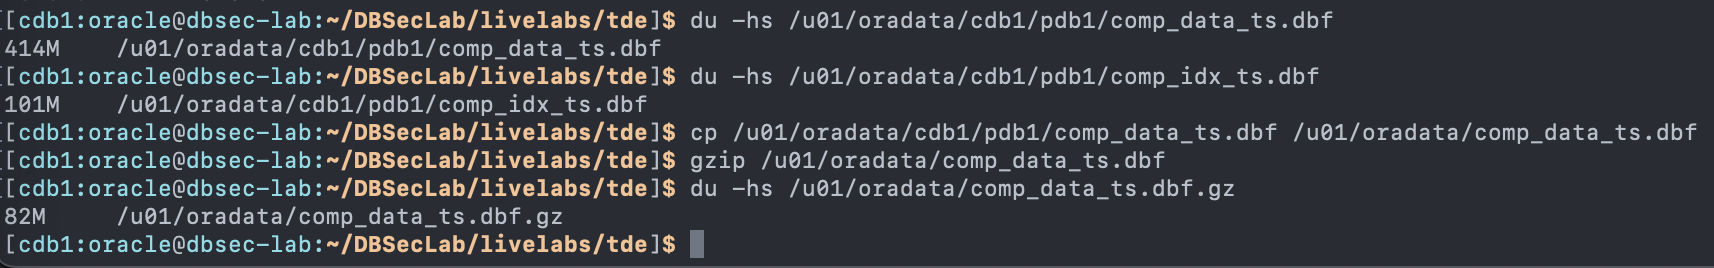 [[cdb1:oracle@dbsec-lab:~/DBSecLab/livelabs/tde]$ du -hs /u01/oradata/cdb1/pdb1/comp_data_ts.dbf
414M    /u01/oradata/cdb1/pdb1/comp_data_ts.dbf
[[cdb1:oracle@dbsec-lab:~/DBSecLab/livelabs/tde]$ du -hs /u01/oradata/cdb1/pdb1/comp_idx_ts.dbf
101M    /u01/oradata/cdb1/pdb1/comp_idx_ts.dbf
[[cdb1:oracle@dbsec-lab:~/DBSecLab/livelabs/tde]$ cp /u01/oradata/cdb1/pdb1/comp_data_ts.dbf /u01/oradata/comp_data_ts.dbf
[[cdb1:oracle@dbsec-lab:~/DBSecLab/livelabs/tde]$ gzip /u01/oradata/comp_data_ts.dbf
[[cdb1:oracle@dbsec-lab:~/DBSecLab/livelabs/tde]$ du -hs /u01/oradata/comp_data_ts.dbf.gz
82M     /u01/oradata/comp_data_ts.dbf.gz
[cdb1:oracle@dbsec-lab:~/DBSecLab/livelabs/tde]$